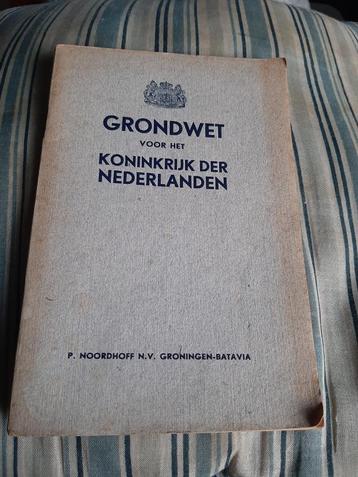 GRONDWET
VOOR HET
KONINKRIJK DER
NEDERLANDEN
P. NOORDHOFF N.V. GRONINGEN-BATAVIA